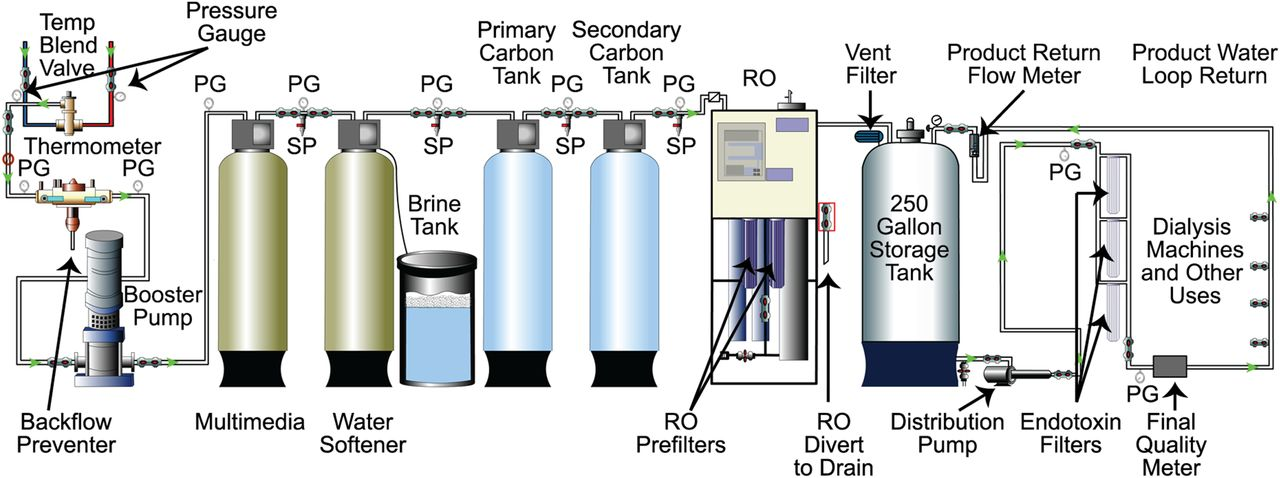 Temp
Blend
Valve
Pressure
Gauge
Thermometer
PG
PG
Backflow
Preventer
Booster
Pump
PG
Multimedia
PG
SP
Water
Softener
Brine
Tank
PG
SP
Primary
Carbon
Tank
PG
SP
Secondary
Carbon
Tank
PG
SP
RO
RO
Prefilters
RO
Divert
to Drain
Vent
Filter
250
Gallon
Storage
Tank
Product Return
Flow Meter
Distribution
Pump
PG
Endotoxin
Filters
Product Water
Loop Return
Dialysis
Machines
and Other
Uses
PG
Final
Quality
Meter